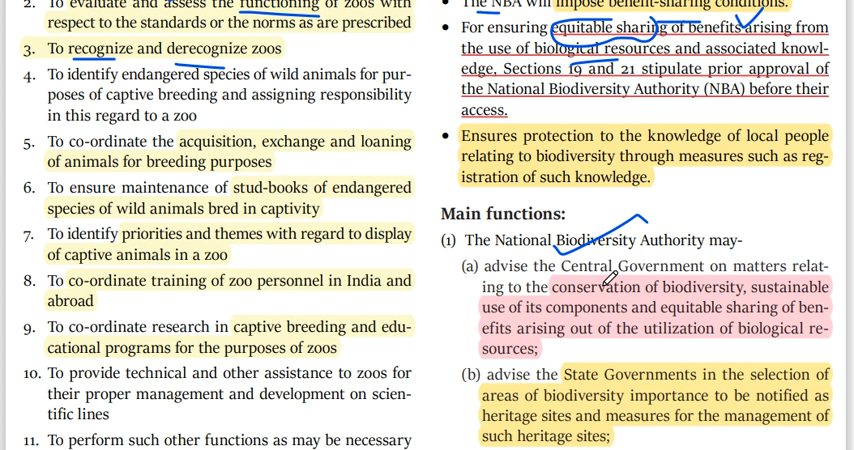 2. To evaluate and assess the functioning of zoos with
respect to the standards or the norms as are prescribed
3. To recognize and derecognize zoos
4. To identify endangered species of wild animals for pur-
poses of captive breeding and assigning responsibility
in this regard to a zoo
5. To co-ordinate the acquisition, exchange and loaning
of animals for breeding purposes
6. To ensure maintenance of stud-books of endangered
species of wild animals bred in captivity
7. To identify priorities and themes with regard to display
of captive animals in a zoo
8. To co-ordinate training of zoo personnel in India and
abroad
9. To co-ordinate research in captive breeding and edu-
cational programs for the purposes of zoos
10. To provide technical and other assistance to zoos for
their proper management and development on scien-
tific lines
11. To perform such other functions as may be necessary
• The NBA will impose benefit-sharing conditions.
• For ensuring equitable sharing of benefits arising from
the use of biological resources and associated knowl-
edge, Sections 19 and 21 stipulate prior approval of
the National Biodiversity Authority (NBA) before their
access.
• Ensures protection to the knowledge of local people
relating to biodiversity through measures such as reg-
istration of such knowledge.
Main functions:
(1) The National Biodiversity Authority may-
(a) advise the Central Government on matters relat-
ing to the conservation of biodiversity, sustainable
use of its components and equitable sharing of ben-
efits arising out of the utilization of biological re-
sources;
(b) advise the State Governments in the selection of
areas of biodiversity importance to be notified as
heritage sites and measures for the management of
such heritage sites;